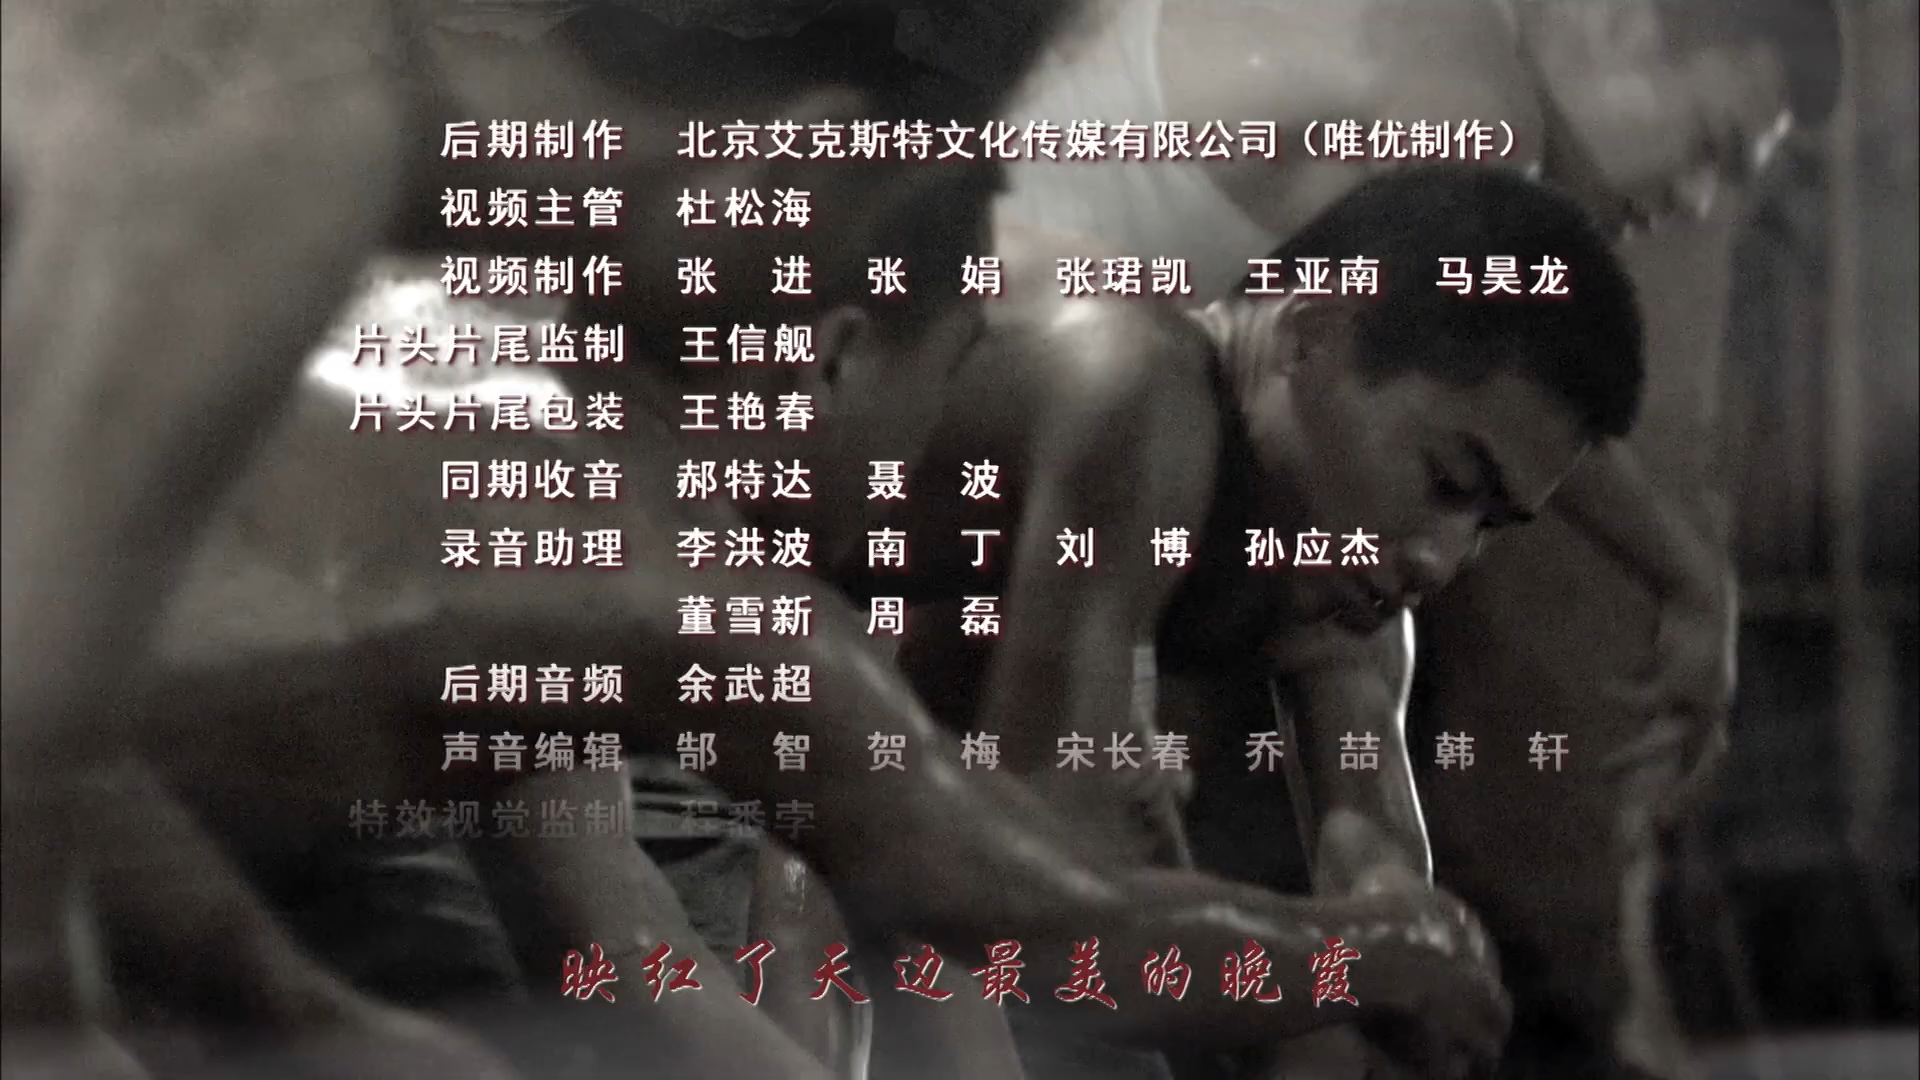 后期制作 北京艾克斯特文化传媒有限公司（唯优制作）
视频主管 杜松海
视频制作 张进 张娟 张珺凯 王亚南 马昊龙
片头片尾监制 王信舰
片头片尾包装 王艳春
同期收音 郝特达 聂波
录音助理 李洪波 南丁 刘博 孙应杰
董雪新 周磊
后期音频 余武超
声音编辑 郜智 贺梅 宋长春 乔喆 韩轩
特效视觉监制
映红了天边最美的晚霞